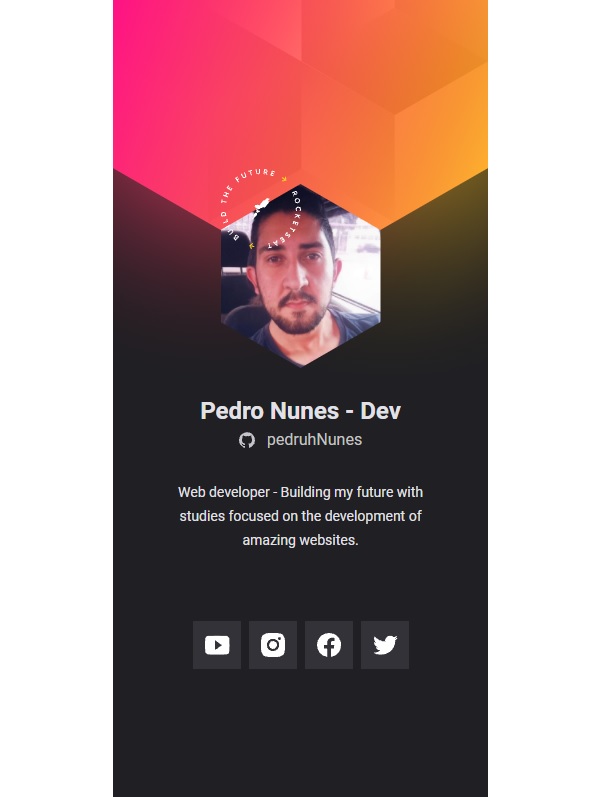 BUILD THE FUTURE
ROCKETSEAT
Pedro Nunes - Dev
pedruhNunes
Web developer - Building my future with
studies focused on the development of
amazing websites.